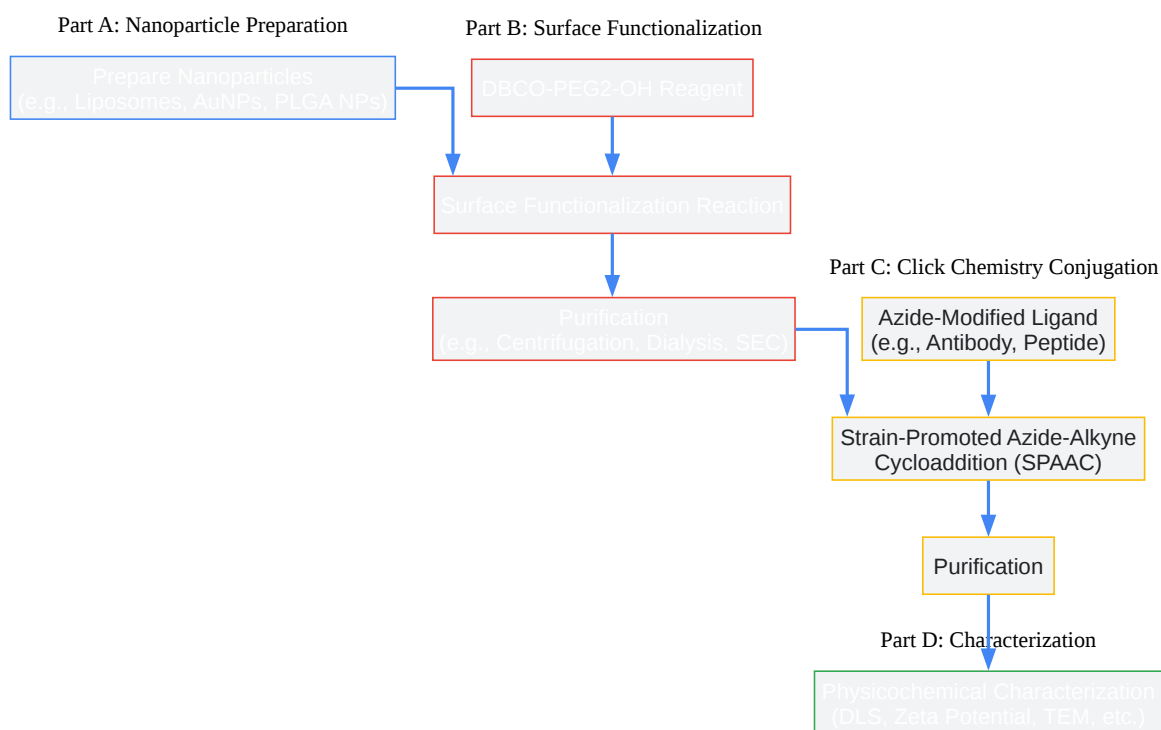 Part A: Nanoparticle Preparation
Part B: Surface Functionalization
Prepare Nanoparticles
(e.g., Liposomes, AuNPs, PLGA NPs)
DBCO-PEG2-OH Reagent
Surface Functionalization Reaction
Part C: Click Chemistry Conjugation
Purification
(e.g., Centrifugation, Dialysis, SEC)
Azide-Modified Ligand
(e.g., Antibody, Peptide)
Strain-Promoted Azide-Alkyne
Cycloaddition (SPAAC)
Purification
Part D: Characterization
Physicochemical Characterization
(DLS, Zeta Potential, TEM, etc.)